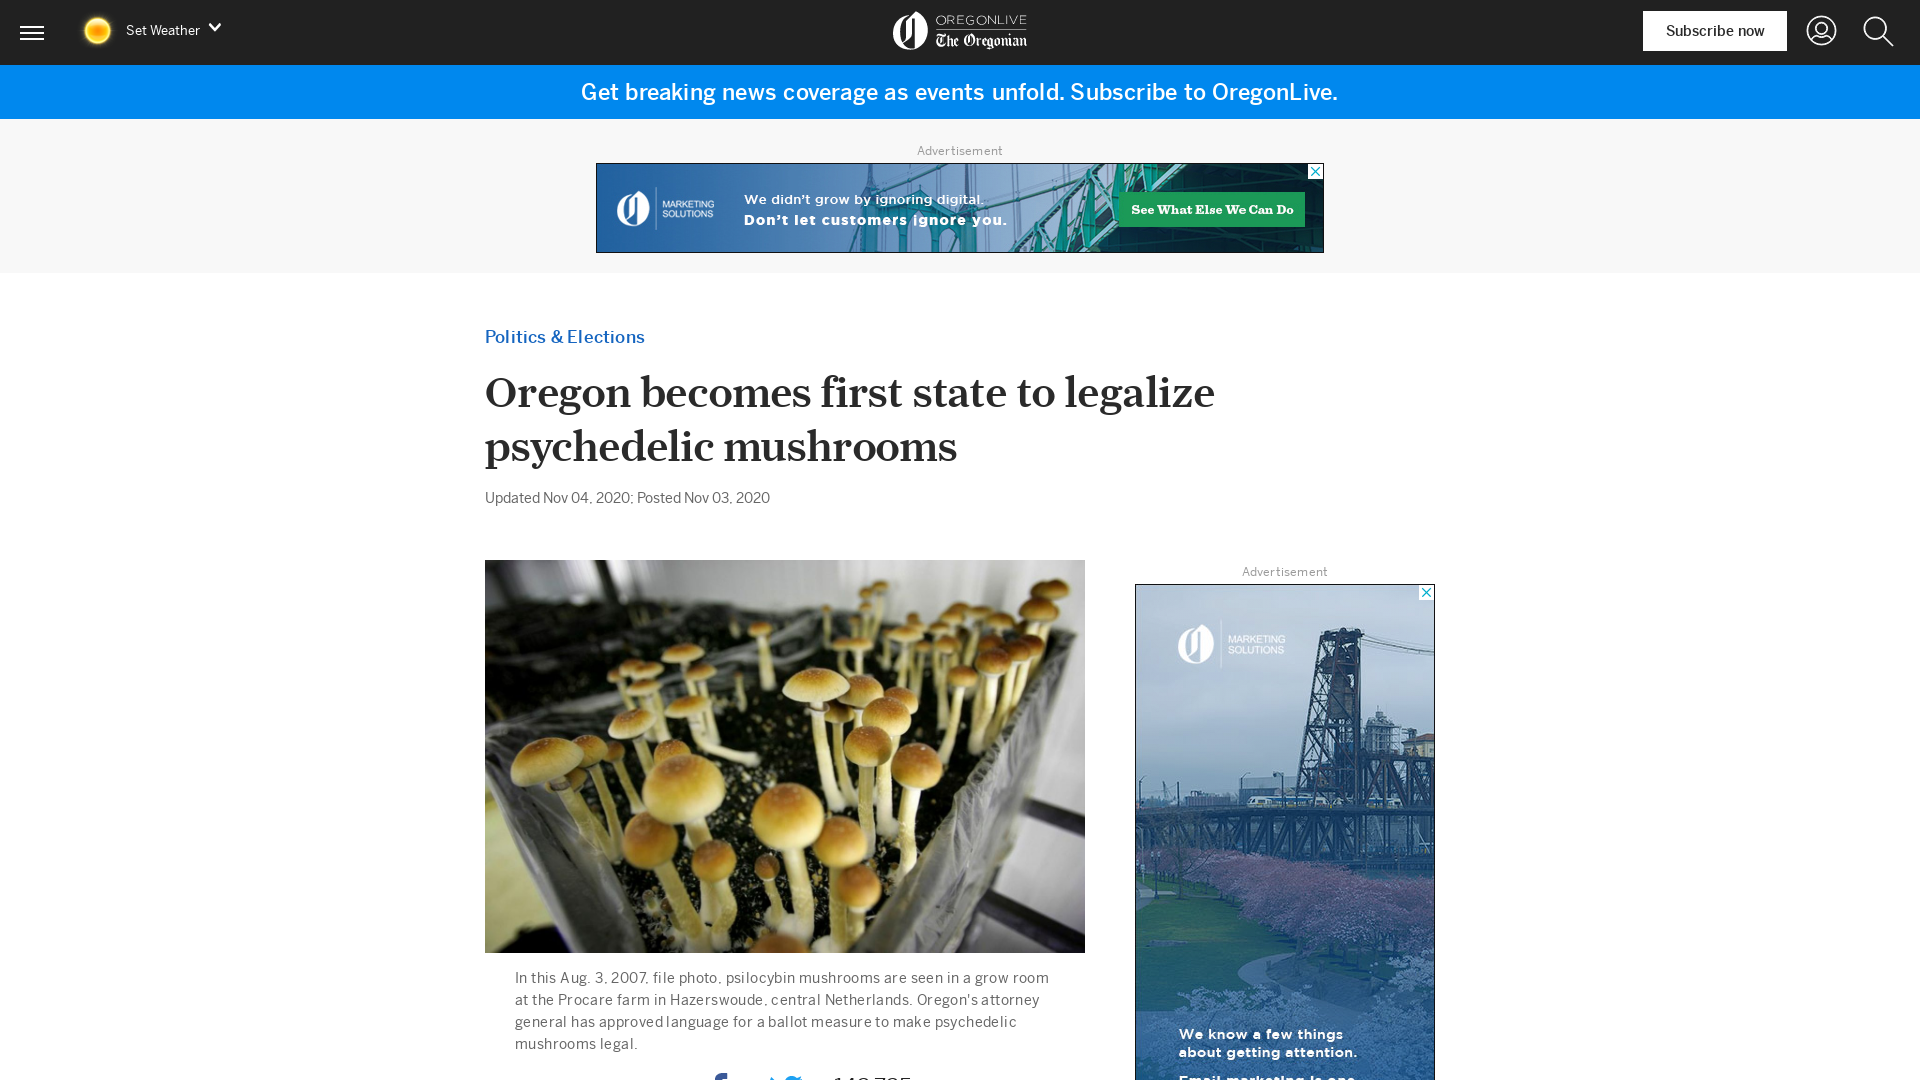 Set Weather
OREGONLIVE
The Oregonian
Subscribe now
Get breaking news coverage as events unfold. Subscribe to OregonLive.
Advertisement
MARKETING
SOLUTIONS
We didn't grow by ignoring digital.
Don't let customers ignore you.
See What Else We Can Do
Politics & Elections
Oregon becomes first state to legalize
psychedelic mushrooms
Updated Nov 04, 2020; Posted Nov 03, 2020
In this Aug. 3, 2007, file photo, psilocybin mushrooms are seen in a grow room
at the Procare farm in Hazerswoude, central Netherlands. Oregon's attorney
general has approved language for a ballot measure to make psychedelic
mushrooms legal.
Advertisement
MARKETING
SOLUTIONS
We know a few things
about getting attention.
Email marketing is one